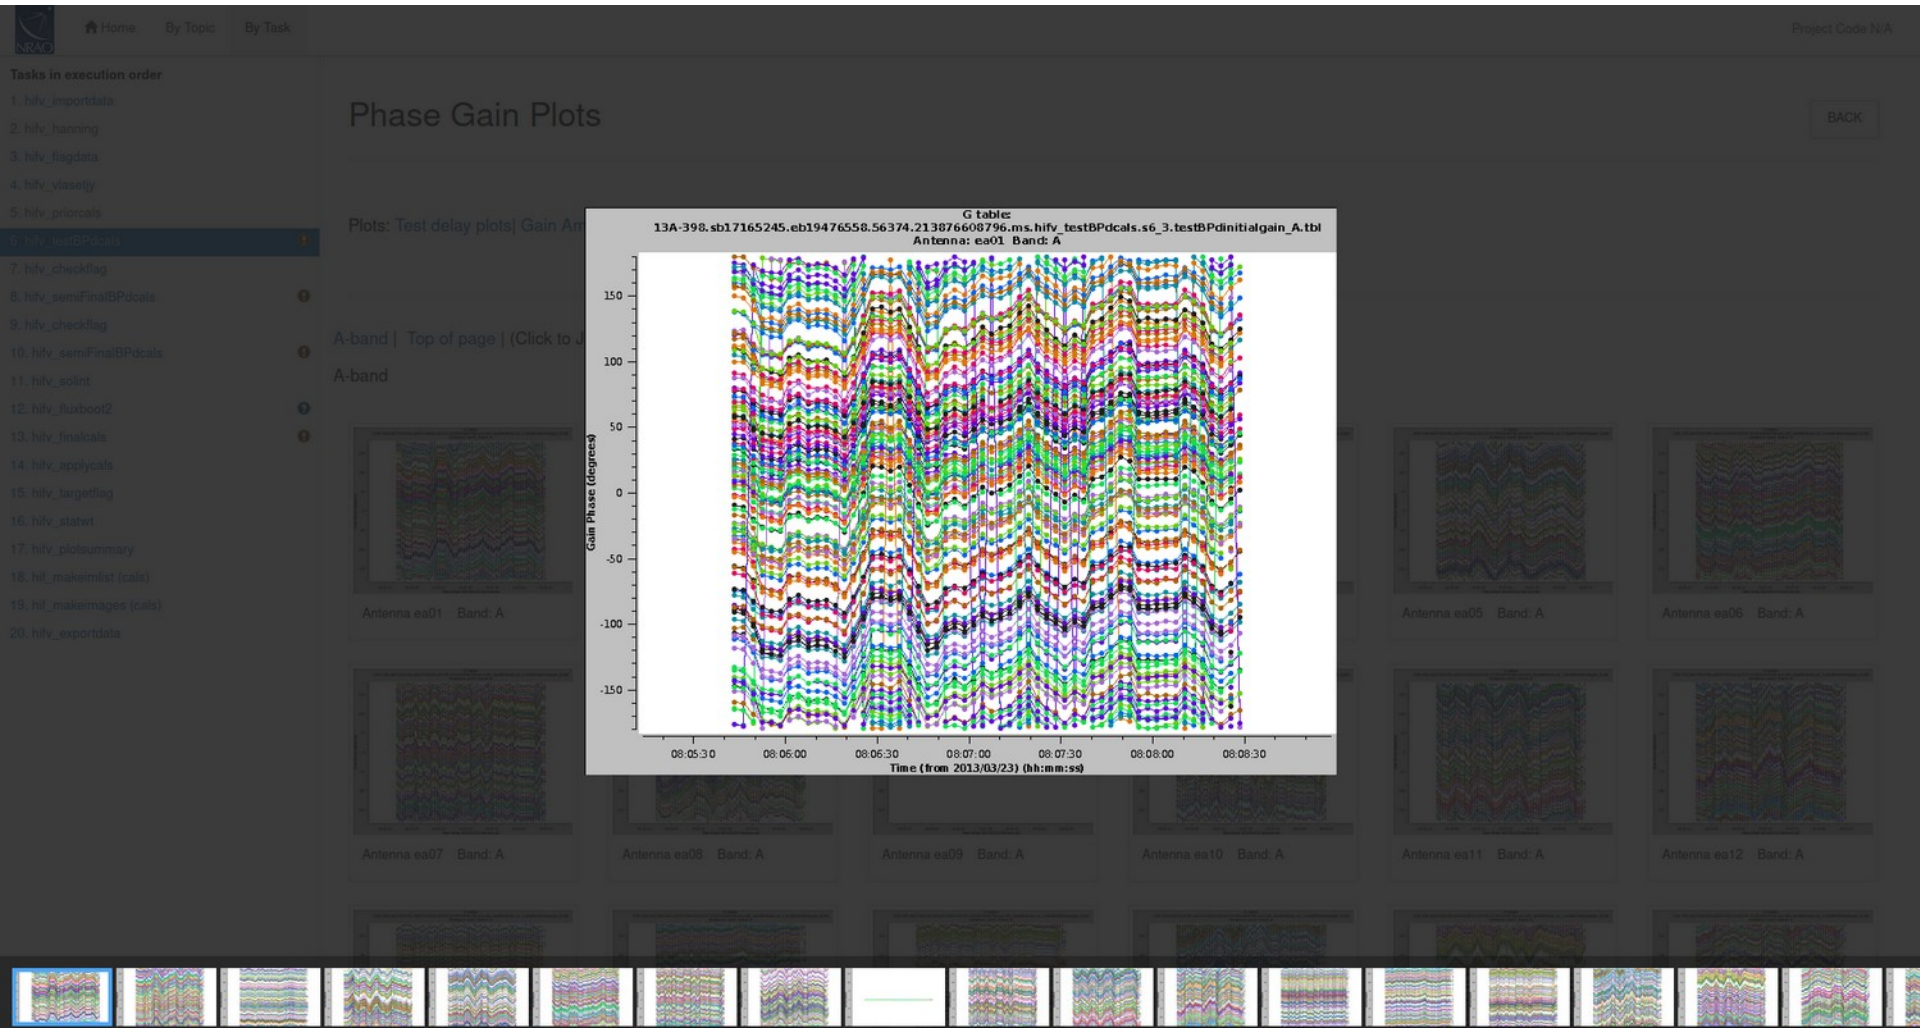 NRAO
Home By Topic By Task Project Code N/A
Tasks in execution order
1. hifv_importdata
2. hifv_hanning
3. hifv_flagdata
4. hifv_vlasetjy
5. hifv_priorcals
6. hifv_testBPdcals
7. hifv_checkflag
8. hifv_semiFinalBPdcals
9. hifv_checkflag
10. hifv_semiFinalBPdcals
11. hifv_solint
12. hifv_fluxboot2
13. hifv_finalcals
14. hifv_applycals
15. hifv_targetflag
16. hifv_statwt
17. hifv_plotsummary
18. hif_makeimlist (cals)
19. hif_makeimages (cals)
20. hifv_exportdata
Phase Gain Plots
BACK
Plots: Test delay plots| Gain Am
A-band | Top of page | (Click to J
A-band
G table:
13A-398.sb17165245.eb19476558.56374.213876608796.ms.hifv_testBPdcals.s6_3.testBPdinitialgain_A.tbl
Antenna: ea01 Band: A
Gain Phase (degrees)
150
100
50
0
-50
-100
-150
08:05:30 08:06:00 08:06:30 08:07:00 08:07:30 08:08:00 08:08:30
Time (from 2013/03/23) (hh:mm:ss)
Antenna ea01 Band: A
Antenna ea05 Band: A
Antenna ea06 Band: A
Antenna ea07 Band: A
Antenna ea08 Band: A
Antenna ea09 Band: A
Antenna ea10 Band: A
Antenna ea11 Band: A
Antenna ea12 Band: A